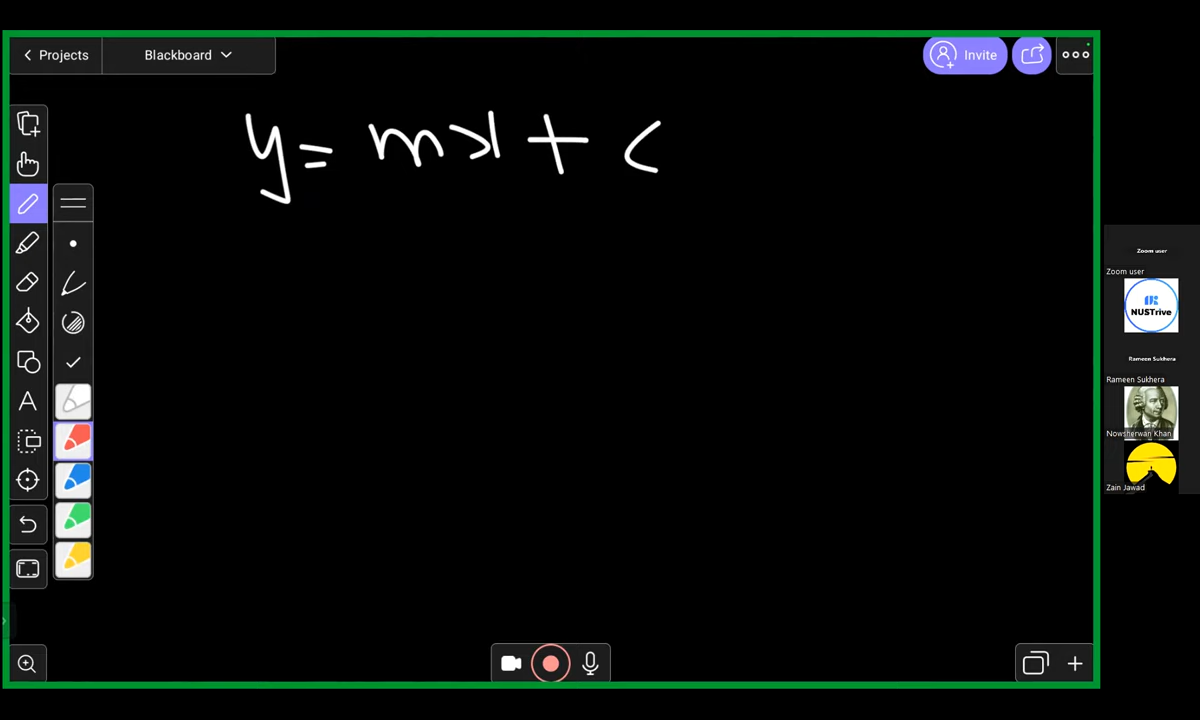 Projects
Blackboard
Invite
y = mx + c
A
Zoom user
Zoom user
NUSTrive
Rameen Sukhera
Rameen Sukhera
Nowsherwan Khan
Zain Jawad